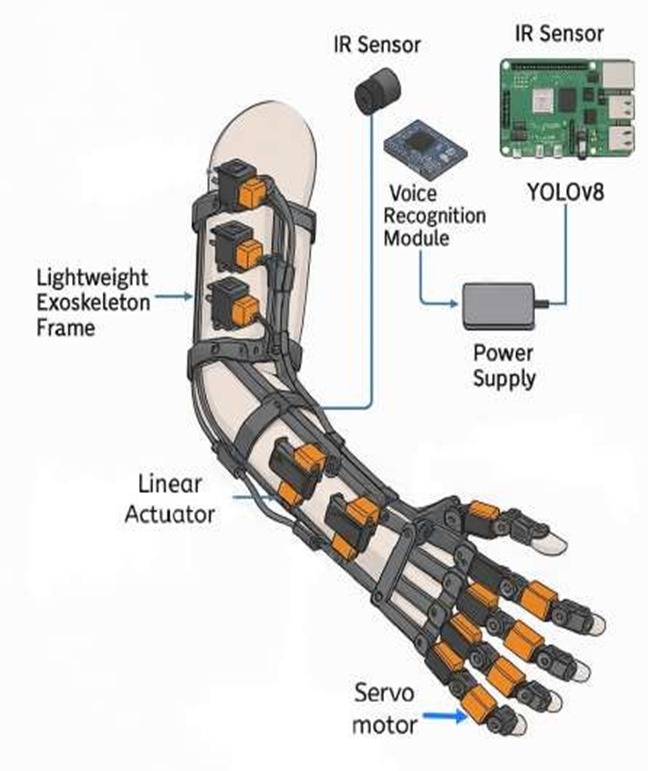 IR Sensor
IR Sensor
Voice
Recognition
Module
YOLOv8
Lightweight
Exoskeleton
Frame
Power
Supply
Linear
Actuator
Servo
motor